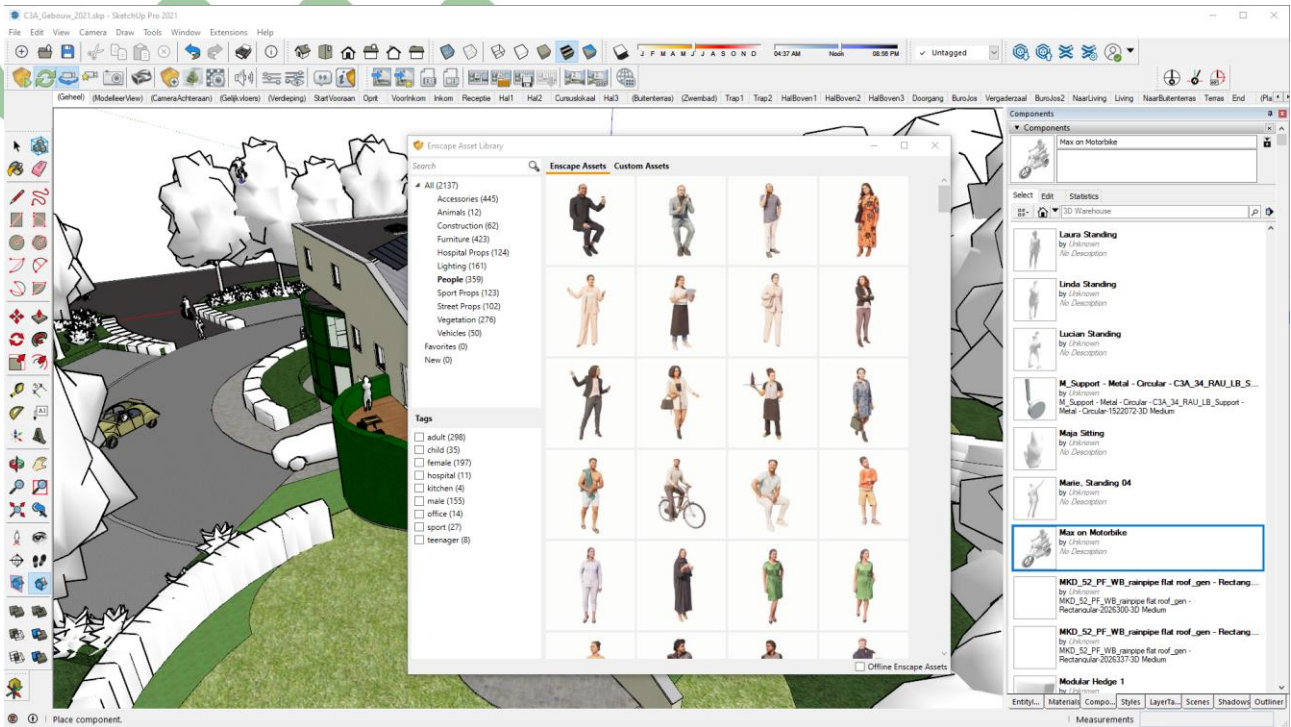 C3A_Gebouw_2021.skp - SketchUp Pro 2021
File Edit View Camera Draw Tools Window Extensions Help
J F M A M J J A S O N D 04:37 AM Noon 08:56 PM Untagged
(Geheel) (ModelleerView) (CameraAchteraan) (Gelijkvloers) (Verdieping) StartVooraan Oprit VoorInkom Inkom Receptie Hal1 Hal2 Cursuslokaal Hal3 (Buitenterras) (Zwembad) Trap1 Trap2 HalBoven1 HalBoven2 HalBoven3 Doorgang BuroJos Vergaderzaal BuroJos2 NaarLiving Living NaarBuitenterras Terras End (Pla
Enscape Asset Library
Search
Enscape Assets Custom Assets
All (2137)
Accessories (445)
Animals (12)
Construction (62)
Furniture (423)
Hospital Props (124)
Lighting (161)
People (359)
Sport Props (123)
Street Props (102)
Vegetation (276)
Vehicles (50)
Favorites (0)
New (0)
Tags
adult (298)
child (35)
female (197)
hospital (11)
kitchen (4)
male (155)
office (14)
sport (27)
teenager (8)
Offline Enscape Assets
Components
Components
Max on Motorbike
Select Edit Statistics
3D Warehouse
Laura Standing
by Unknown
No Description
Linda Standing
by Unknown
No Description
Lucian Standing
by Unknown
No Description
M_Support - Metal - Circular - C3A_34_RAU_LB_S...
by Unknown
M_Support - Metal - Circular - C3A_34_RAU_LB_Support -
Metal - Circular-1522072-3D Medium
Maja Sitting
by Unknown
No Description
Marie, Standing 04
by Unknown
No Description
Max on Motorbike
by Unknown
No Description
MKD_52_PF_WB_rainpipe flat roof_gen - Rectang...
by Unknown
MKD_52_PF_WB_rainpipe flat roof_gen -
Rectangular-2026300-3D Medium
MKD_52_PF_WB_rainpipe flat roof_gen - Rectang...
by Unknown
MKD_52_PF_WB_rainpipe flat roof_gen -
Rectangular-2026337-3D Medium
Modular Hedge 1
by Unknown
EntityI... Materials Compo... Styles LayerTa... Scenes Shadows Outliner
Place component. Measurements